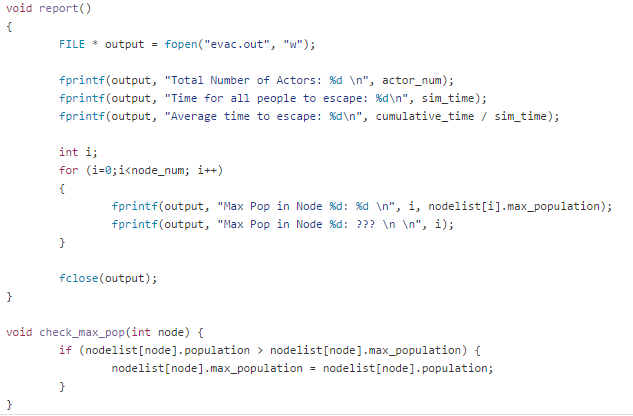 void report()
{
        FILE * output = fopen("evac.out", "w");

        fprintf(output, "Total Number of Actors: %d \n", actor_num);
        fprintf(output, "Time for all people to escape: %d\n", sim_time);
        fprintf(output, "Average time to escape: %d\n", cumulative_time / sim_time);

        int i;
        for (i=0;i<node_num; i++)
        {
                fprintf(output, "Max Pop in Node %d: %d \n", i, nodelist[i].max_population);
                fprintf(output, "Max Pop in Node %d: ??? \n \n", i);
        }

        fclose(output);
}

void check_max_pop(int node) {
        if (nodelist[node].population > nodelist[node].max_population) {
                nodelist[node].max_population = nodelist[node].population;
        }
}